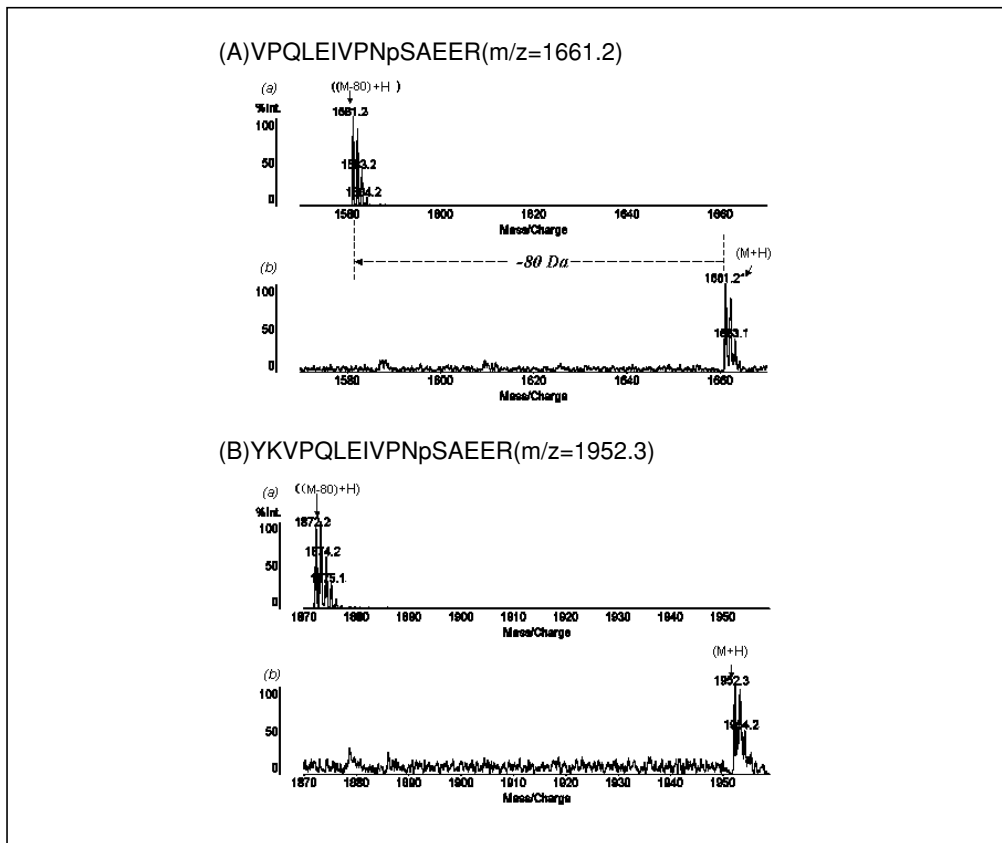 (A)VPQLEIVPNpSAEER(m/z=1661.2)
(a)
((M-80)+H )
%Int.
1581.3
100
1583.2
50
1584.2
0
1580 1600 1620 1640 1660
Mass/Charge
-80 Da
(M+H)
(b)
1661.2
100
1663.1
50
0
1580 1600 1620 1640 1660
Mass/Charge
(B)YKVPQLEIVPNpSAEER(m/z=1952.3)
(a)
((M-80)+H)
%Int.
1872.2
100
1874.2
50
1875.1
0
1870 1880 1890 1900 1910 1920 1930 1940 1950
Mass/Charge
(M+H)
(b)
1952.3
100
1954.2
50
0
1870 1880 1890 1900 1910 1920 1930 1940 1950
Mass/Charge